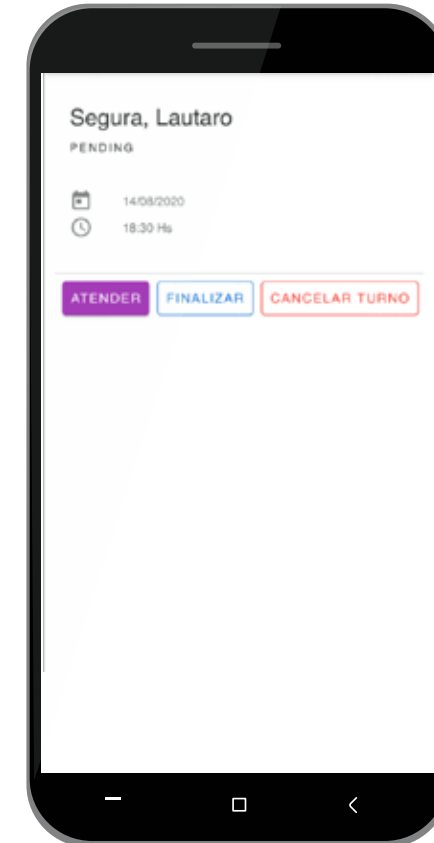 Segura, Lautaro
PENDING
14/08/2020
18:30 Hs
ATENDER FINALIZAR CANCELAR TURNO